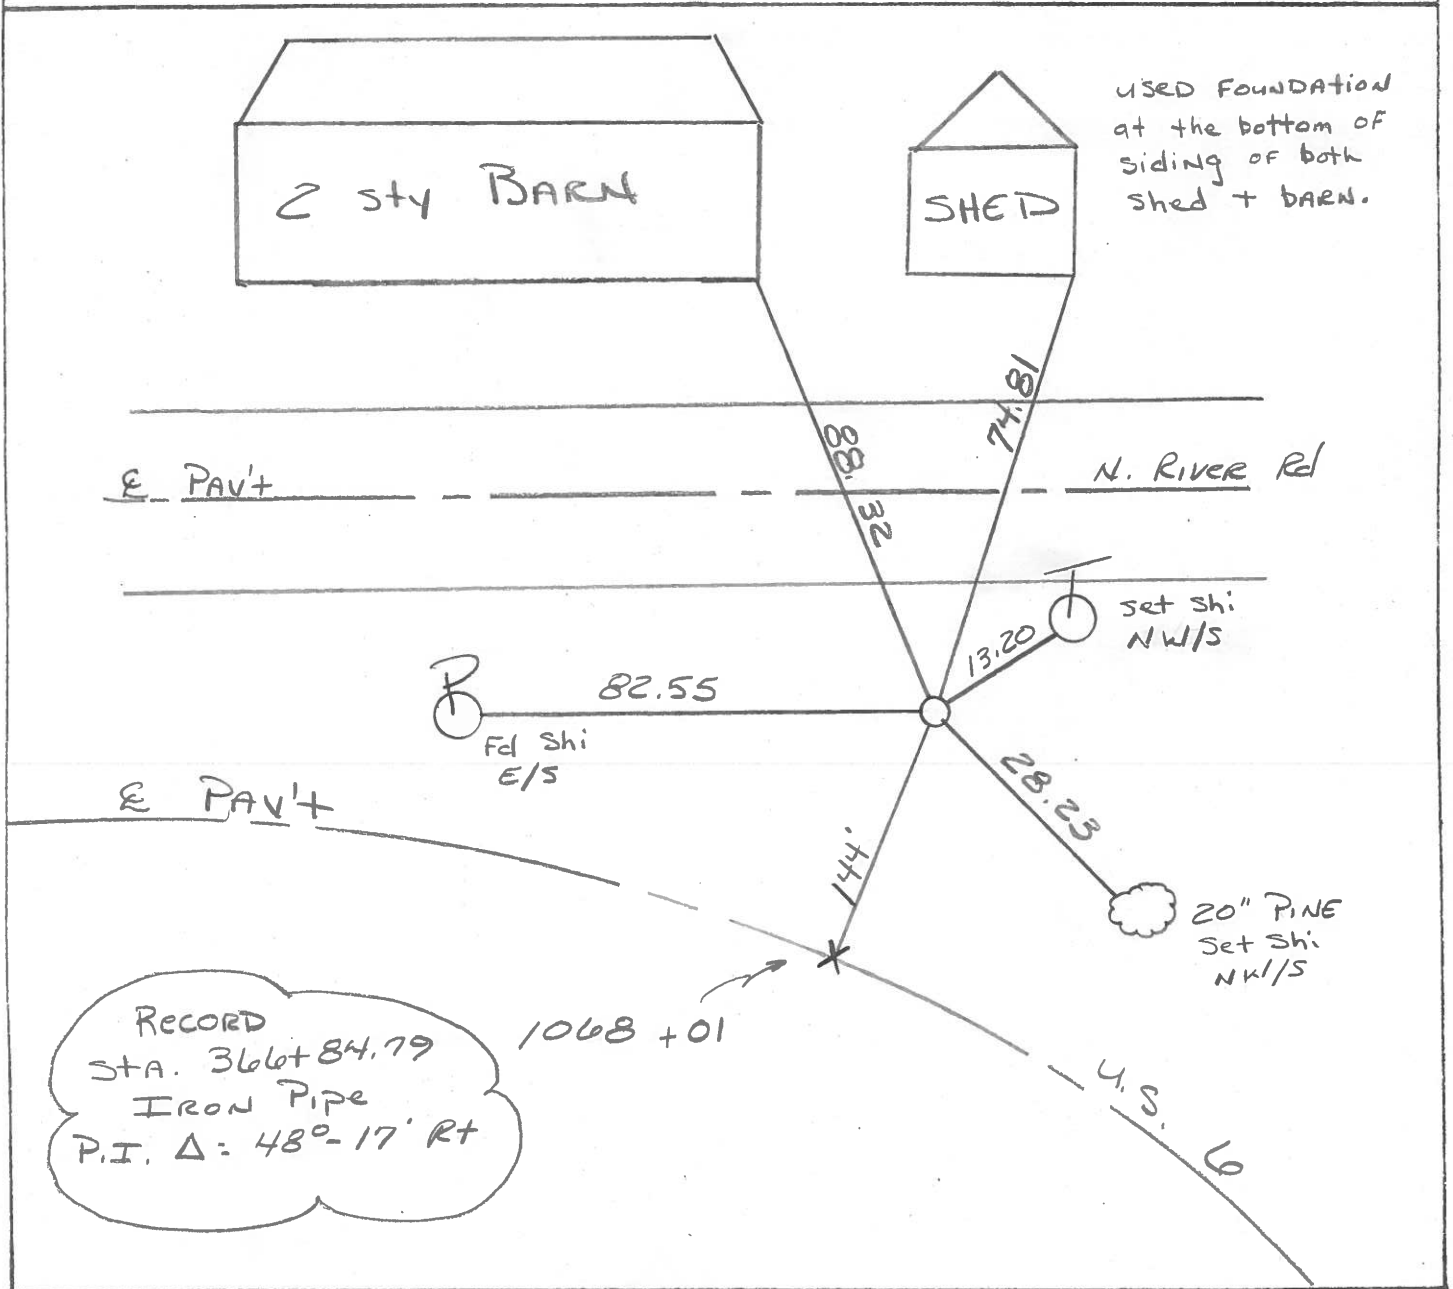 USED FOUNDATION
at the bottom OF
siding OF both
shed + BARN.
2 sty BARN
SHED
88.32
74.81
℄ PAV't
N. RIVER Rd
set shi
NW/S
13.20
P
82.55
Fd Shi
E/S
28.23
℄ PAV't
144'
20" PINE
Set Shi
NW/S
1068 +01
RECORD
STA. 366+84.79
IRON PIPE
P.I. Δ = 48°-17' Rt
U.S. 6